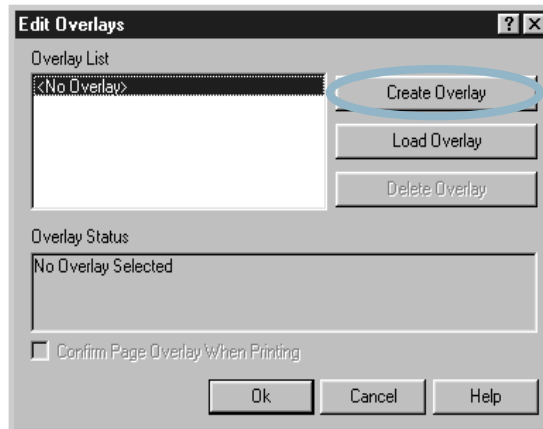 Edit Overlays
Overlay List
<No Overlay>
Create Overlay
Load Overlay
Delete Overlay
Overlay Status
No Overlay Selected
Confirm Page Overlay When Printing
Ok
Cancel
Help